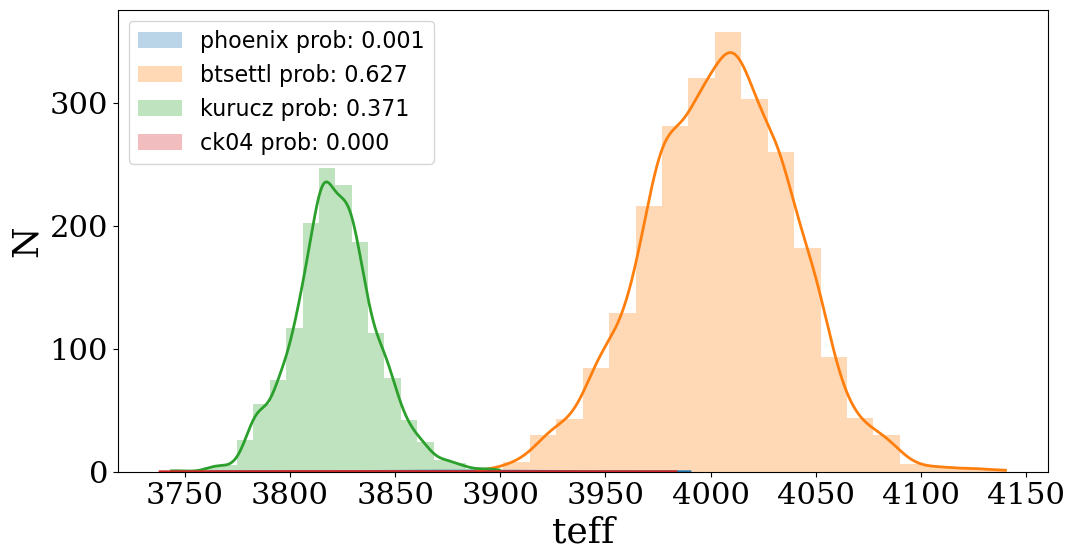 phoenix prob: 0.001
btsettl prob: 0.627
kurucz prob: 0.371
ck04 prob: 0.000
N
300
200
100
0
3750 3800 3850 3900 3950 4000 4050 4100 4150
teff